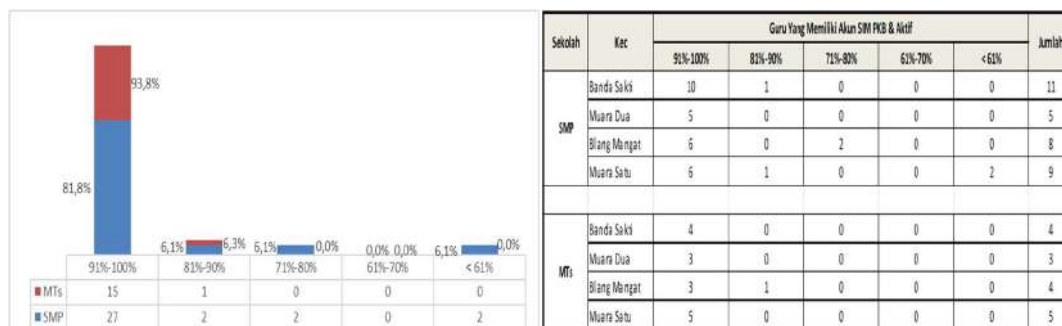 93,8%
81,8%
6,1% 6,3% 6,1% 0,0% 0,0% 0,0% 6,1% 0,0%
91%-100% 81%-90% 71%-80% 61%-70% < 61%
MTs 15 1 0 0 0
SMP 27 2 2 0 2
Sekolah Kec Guru Yang Memiliki Akun SIM PKB & Aktif Jumlah
91%-100% 81%-90% 71%-80% 61%-70% < 61%
SMP
Banda Sakti 10 1 0 0 0 11
Muara Dua 5 0 0 0 0 5
Blang Mangat 6 0 2 0 0 8
Muara Satu 6 1 0 0 2 9
MTs
Banda Sakti 4 0 0 0 0 4
Muara Dua 3 0 0 0 0 3
Blang Mangat 3 1 0 0 0 4
Muara Satu 5 0 0 0 0 5